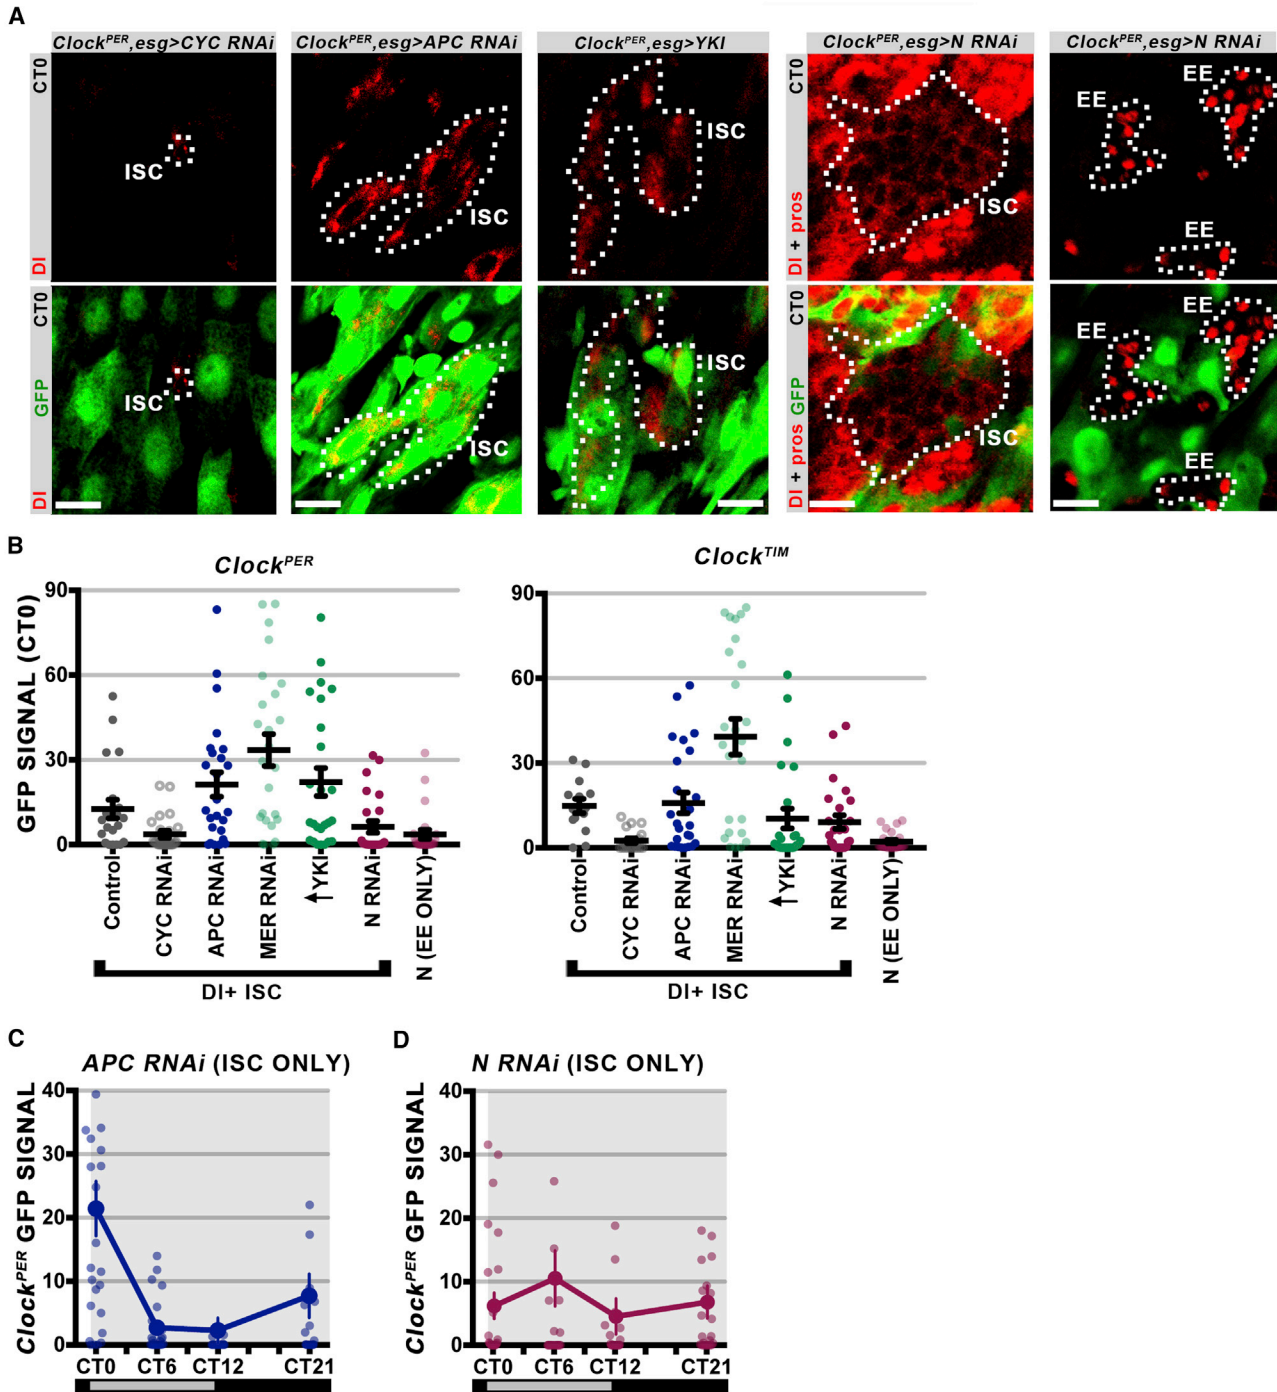 A
Clock^PER,esg>CYC RNAi
Clock^PER,esg>APC RNAi
Clock^PER,esg>YKI
Clock^PER,esg>N RNAi
Clock^PER,esg>N RNAi
CT0
DI
ISC
ISC
ISC
CT0
DI + pros
ISC
EE
EE
EE
CT0
DI GFP
ISC
ISC
ISC
CT0
DI + pros GFP
ISC
EE
EE
EE
B
Clock^PER
GFP SIGNAL (CT0)
90
60
30
0
Control
CYC RNAi
APC RNAi
MER RNAi
↑YKI
N RNAi
N (EE ONLY)
DI+ ISC
Clock^TIM
90
60
30
0
Control
CYC RNAi
APC RNAi
MER RNAi
↑YKI
N RNAi
N (EE ONLY)
DI+ ISC
C
APC RNAi (ISC ONLY)
Clock^PER GFP SIGNAL
40
30
20
10
0
CT0 CT6 CT12 CT21
D
N RNAi (ISC ONLY)
Clock^PER GFP SIGNAL
40
30
20
10
0
CT0 CT6 CT12 CT21